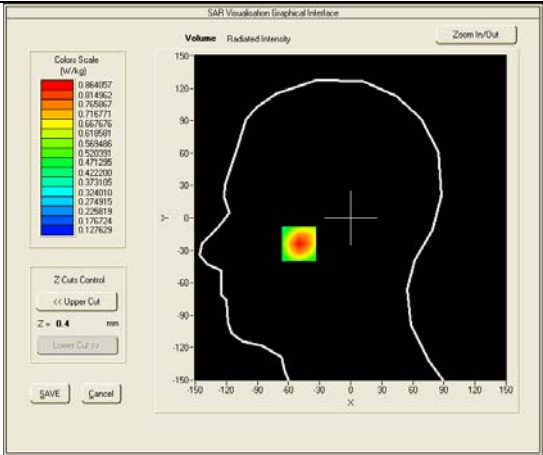 SAR Visualisation Graphical Interface
Volume Radiated Intensity
Zoom In/Out
Colors Scale
(W/kg)
0.864057
0.814962
0.765867
0.716771
0.667676
0.618581
0.569486
0.520391
0.471295
0.422200
0.373105
0.324010
0.274915
0.225819
0.176724
0.127629
Z Cuts Control
<< Upper Cut
Z = 0.4 mm
Lower Cut >>
SAVE Cancel
150
120
90
60
30
0
-30
-60
-90
-120
-150
Y
-150 -120 -90 -60 -30 0 30 60 90 120 150
X